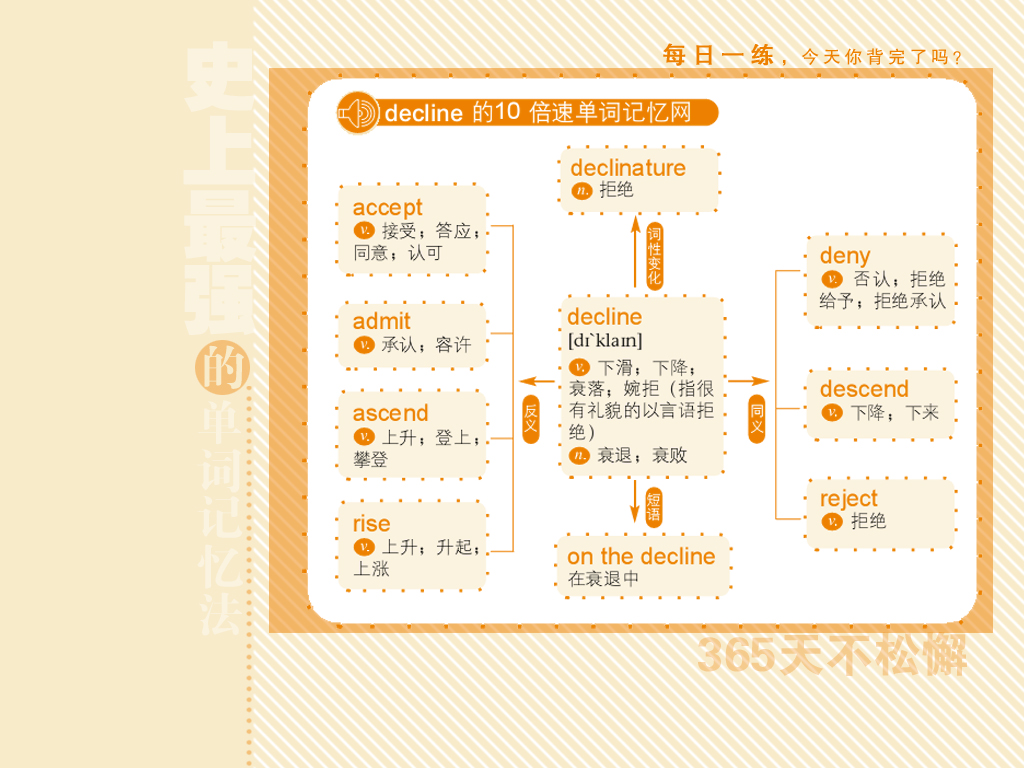 每日一练，今天你背完了吗？
史上最强的单词记忆法
decline 的10 倍速单词记忆网
declinature
n. 拒绝
词性变化
accept
v. 接受；答应；
同意；认可
admit
v. 承认；容许
ascend
v. 上升；登上；
攀登
rise
v. 上升；升起；
上涨
反义
decline
[dɪ`klaɪn]
v. 下滑；下降；
衰落；婉拒（指很
有礼貌的以言语拒
绝）
n. 衰退；衰败
同义
deny
v. 否认；拒绝
给予；拒绝承认
descend
v. 下降；下来
reject
v. 拒绝
短语
on the decline
在衰退中
365天不松懈